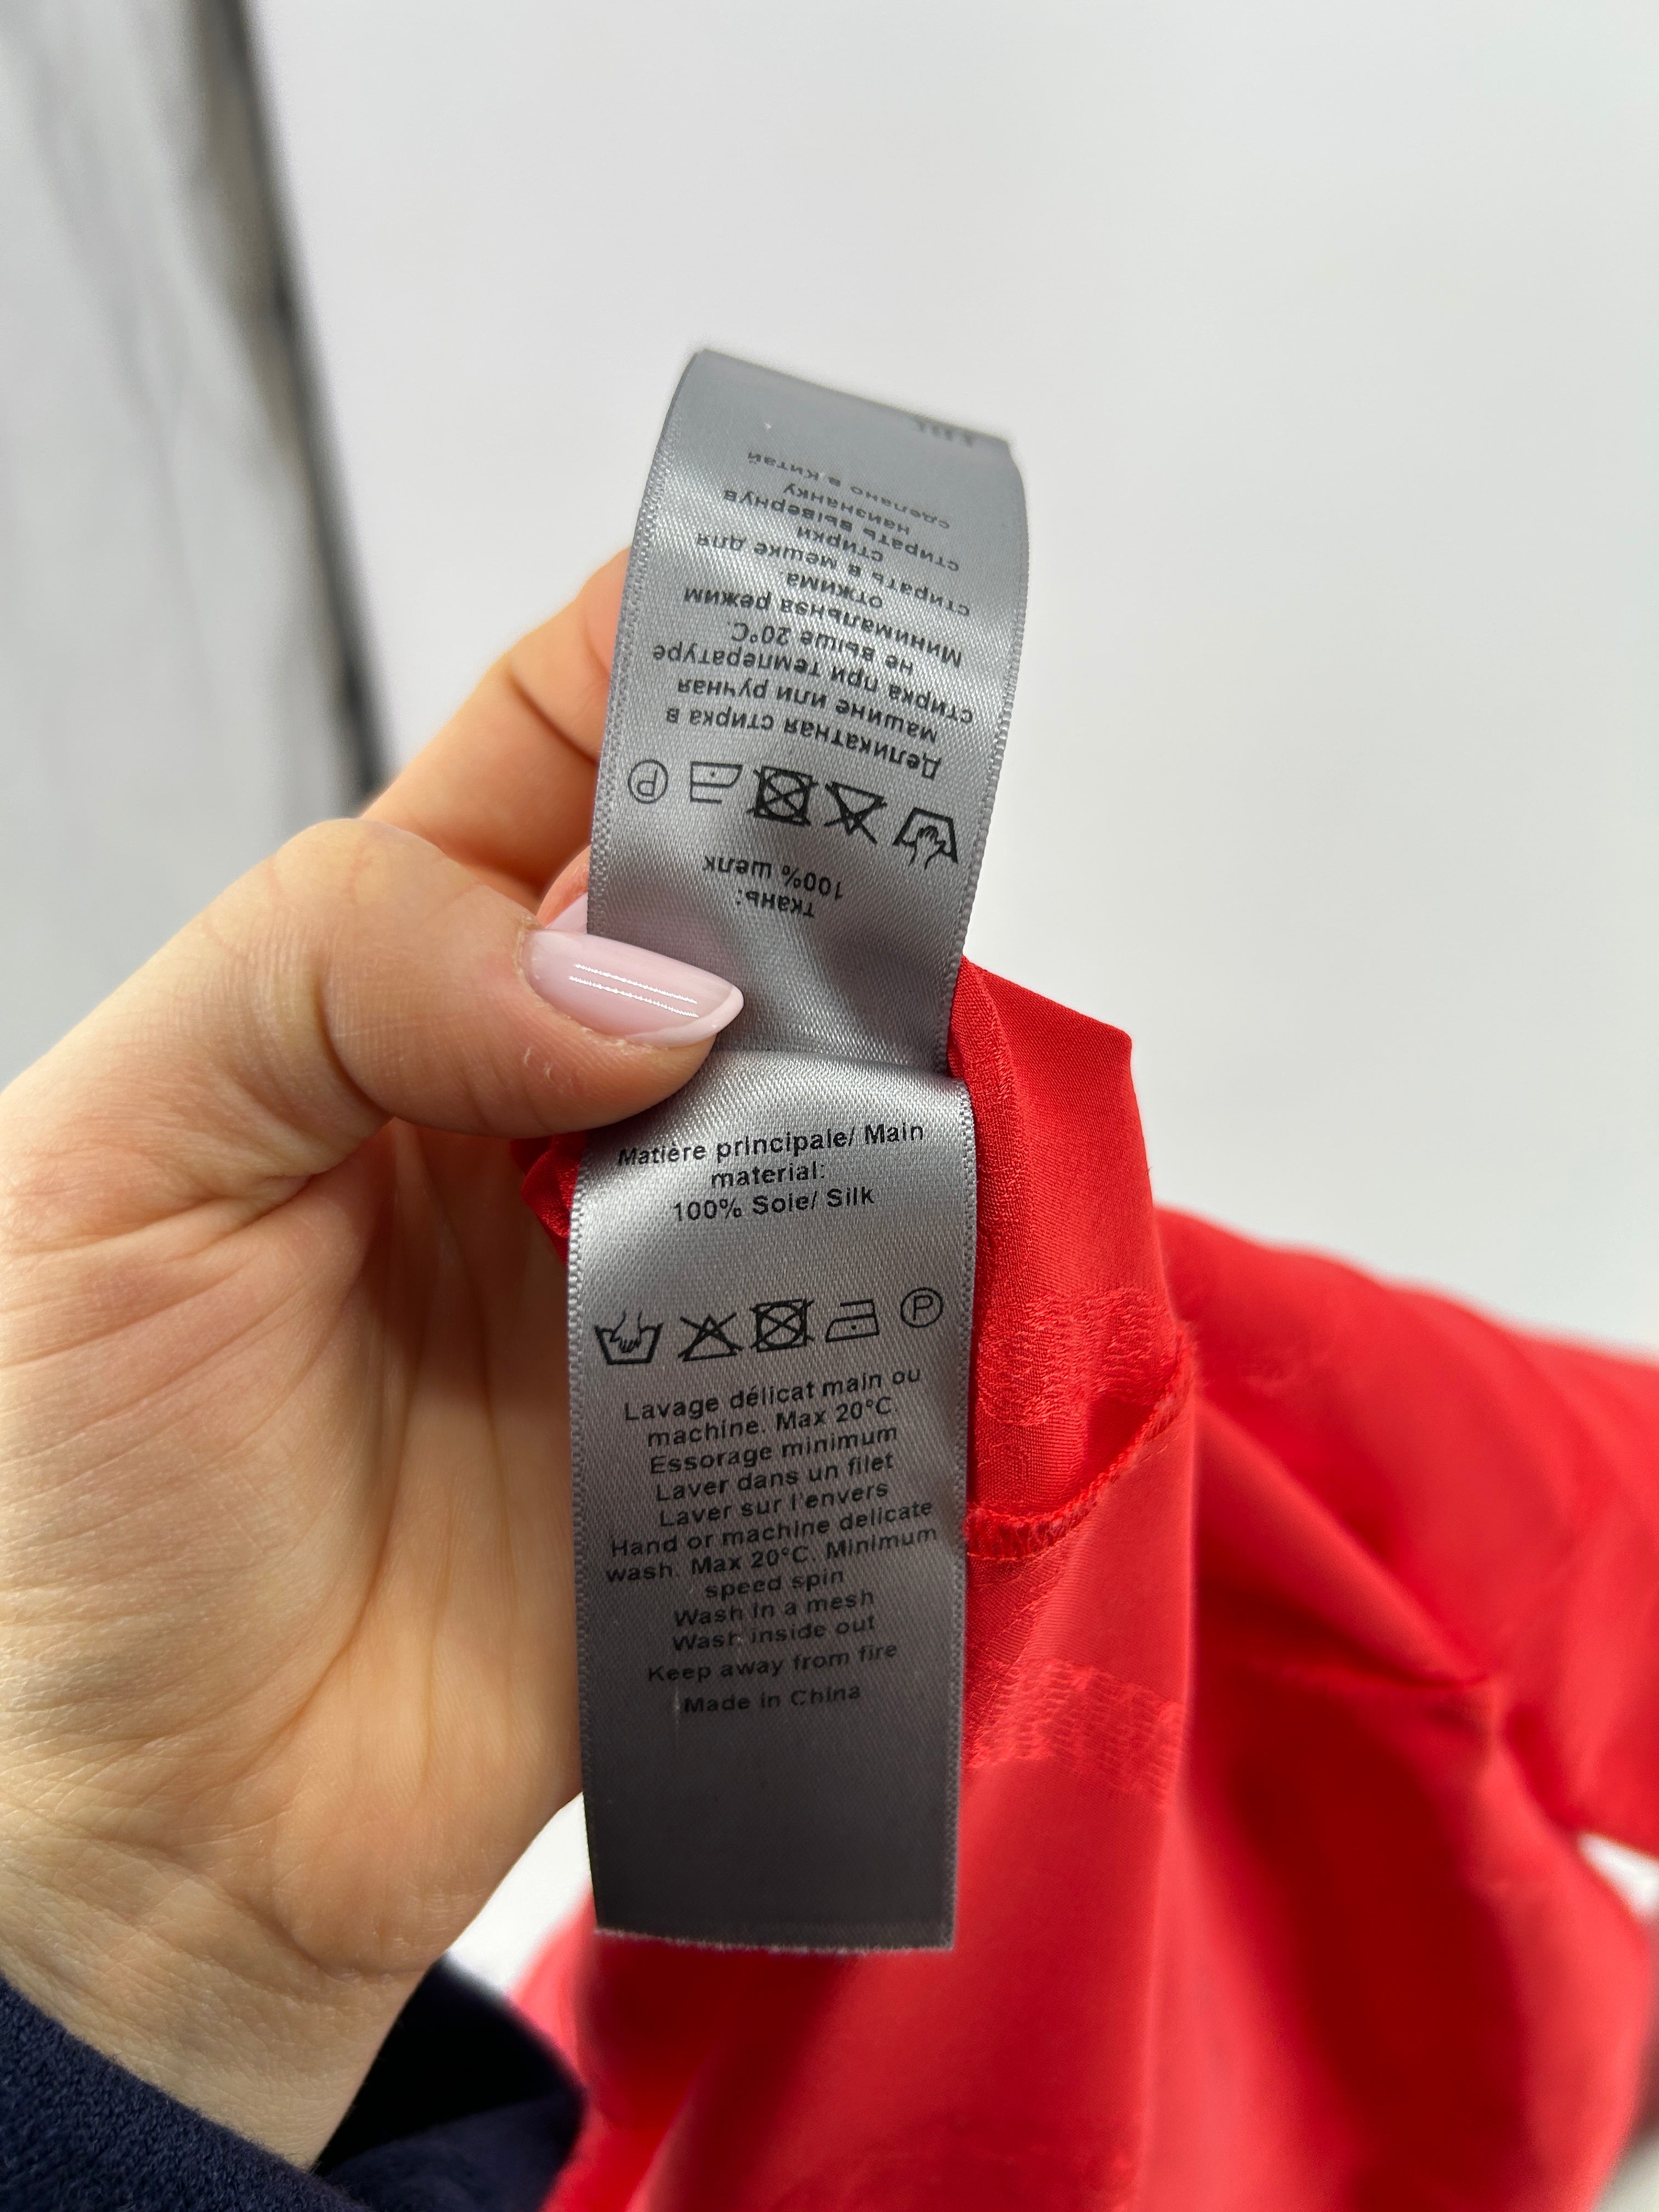 ткань:
100% шелк
Деликатная стирка в
машине или ручная
стирка при температуре
не выше 20°C.
Минимальная режим
отжима
стирать в мешке для
стирки
стирать вывернув
наизнанку
сделано в Китай
Matière principale/ Main
material:
100% Soie/ Silk
P
Lavage délicat main ou
machine. Max 20°C.
Essorage minimum
Laver dans un filet
Laver sur l'envers
Hand or machine delicate
wash. Max 20°C. Minimum
speed spin
Wash in a mesh
Wash inside out
Keep away from fire
Made in China